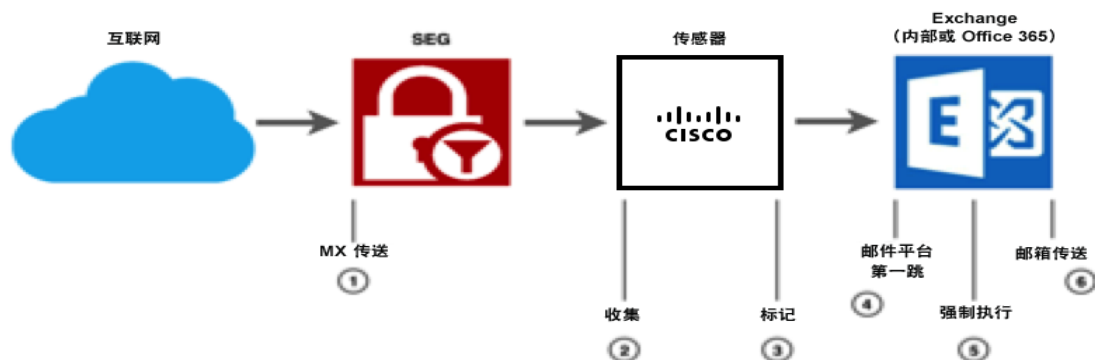 互联网
SEG
传感器
Exchange
（内部或 Office 365）
CISCO
E
MX 传送
①
收集
②
标记
③
邮件平台
第一跳
④
强制执行
⑤
邮箱传送
⑥